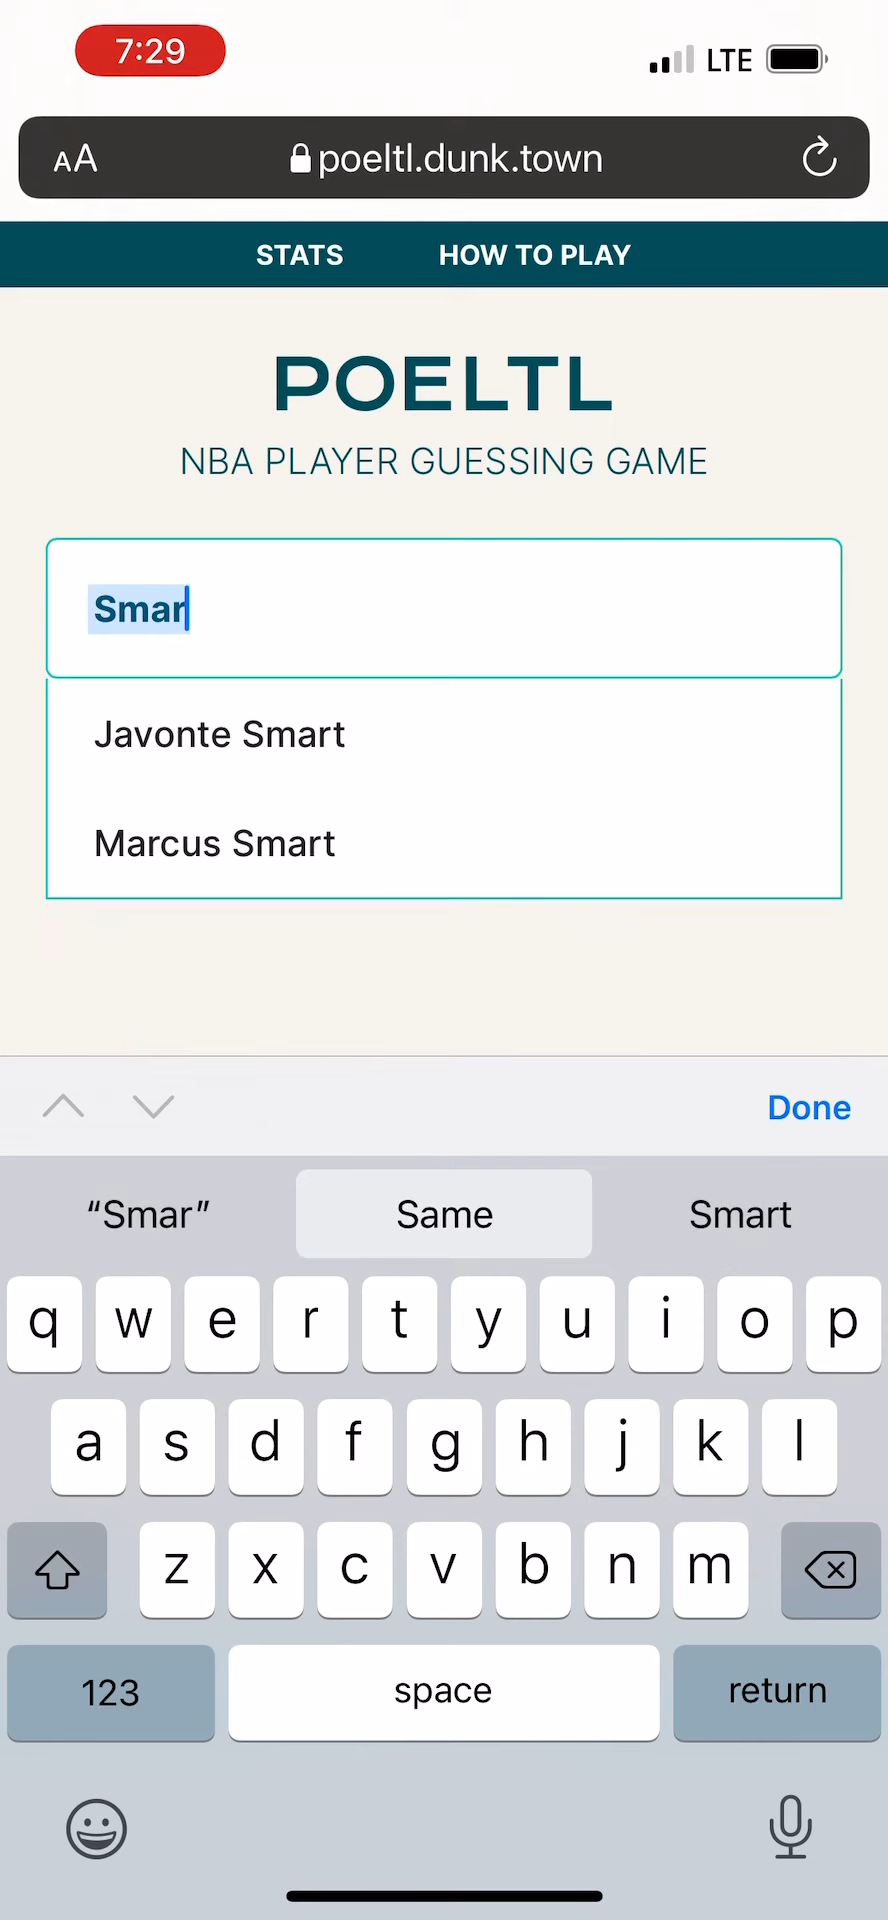 7:29
LTE
AA
poeltl.dunk.town
STATS HOW TO PLAY
POELTL
NBA PLAYER GUESSING GAME
Smar
Javonte Smart
Marcus Smart
Done
“Smar” Same Smart
q w e r t y u i o p
a s d f g h j k l
z x c v b n m
123 space return